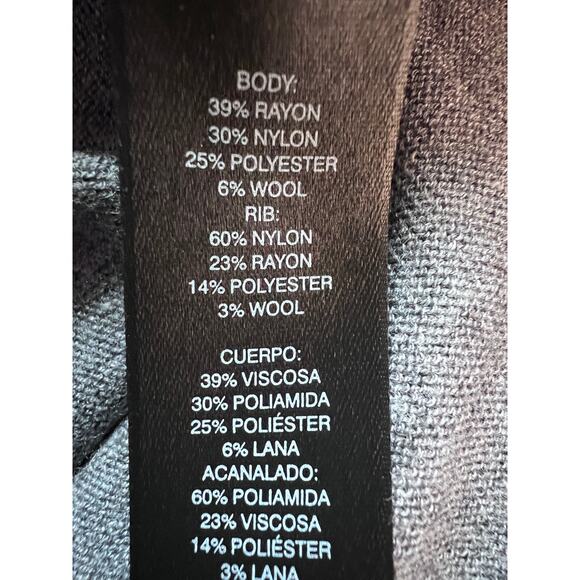 BODY:
39% RAYON
30% NYLON
25% POLYESTER
6% WOOL
RIB:
60% NYLON
23% RAYON
14% POLYESTER
3% WOOL
CUERPO:
39% VISCOSA
30% POLIAMIDA
25% POLIÉSTER
6% LANA
ACANALADO:
60% POLIAMIDA
23% VISCOSA
14% POLIÉSTER
3% LANA